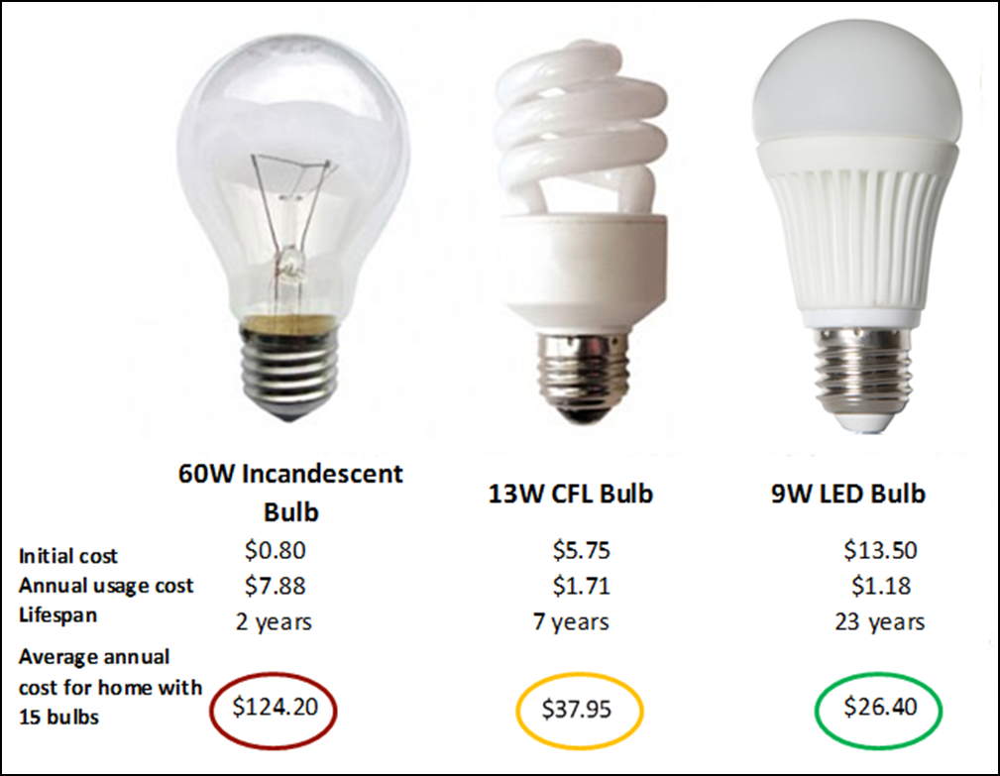 60W Incandescent
Bulb
13W CFL Bulb
9W LED Bulb
Initial cost $0.80 $5.75 $13.50
Annual usage cost $7.88 $1.71 $1.18
Lifespan 2 years 7 years 23 years
Average annual
cost for home with
15 bulbs $124.20 $37.95 $26.40